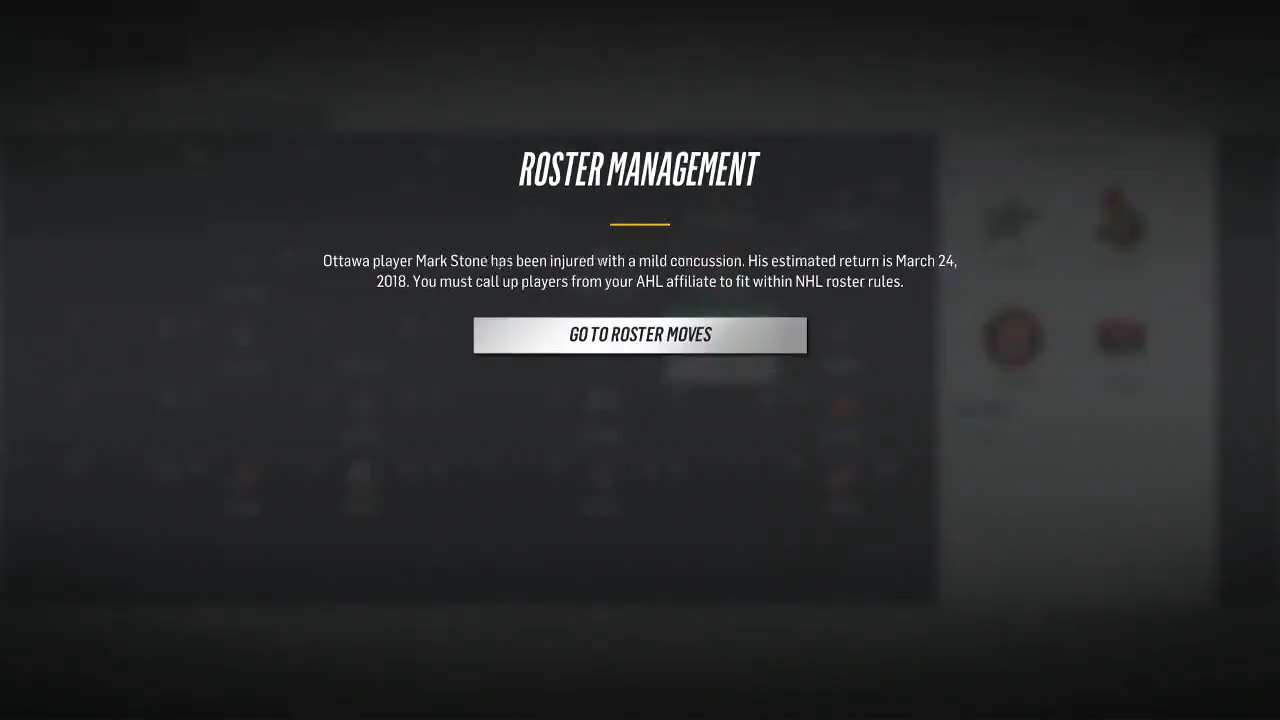 ROSTER MANAGEMENT
Ottawa player Mark Stone has been injured with a mild concussion. His estimated return is March 24,
2018. You must call up players from your AHL affiliate to fit within NHL roster rules.
GO TO ROSTER MOVES